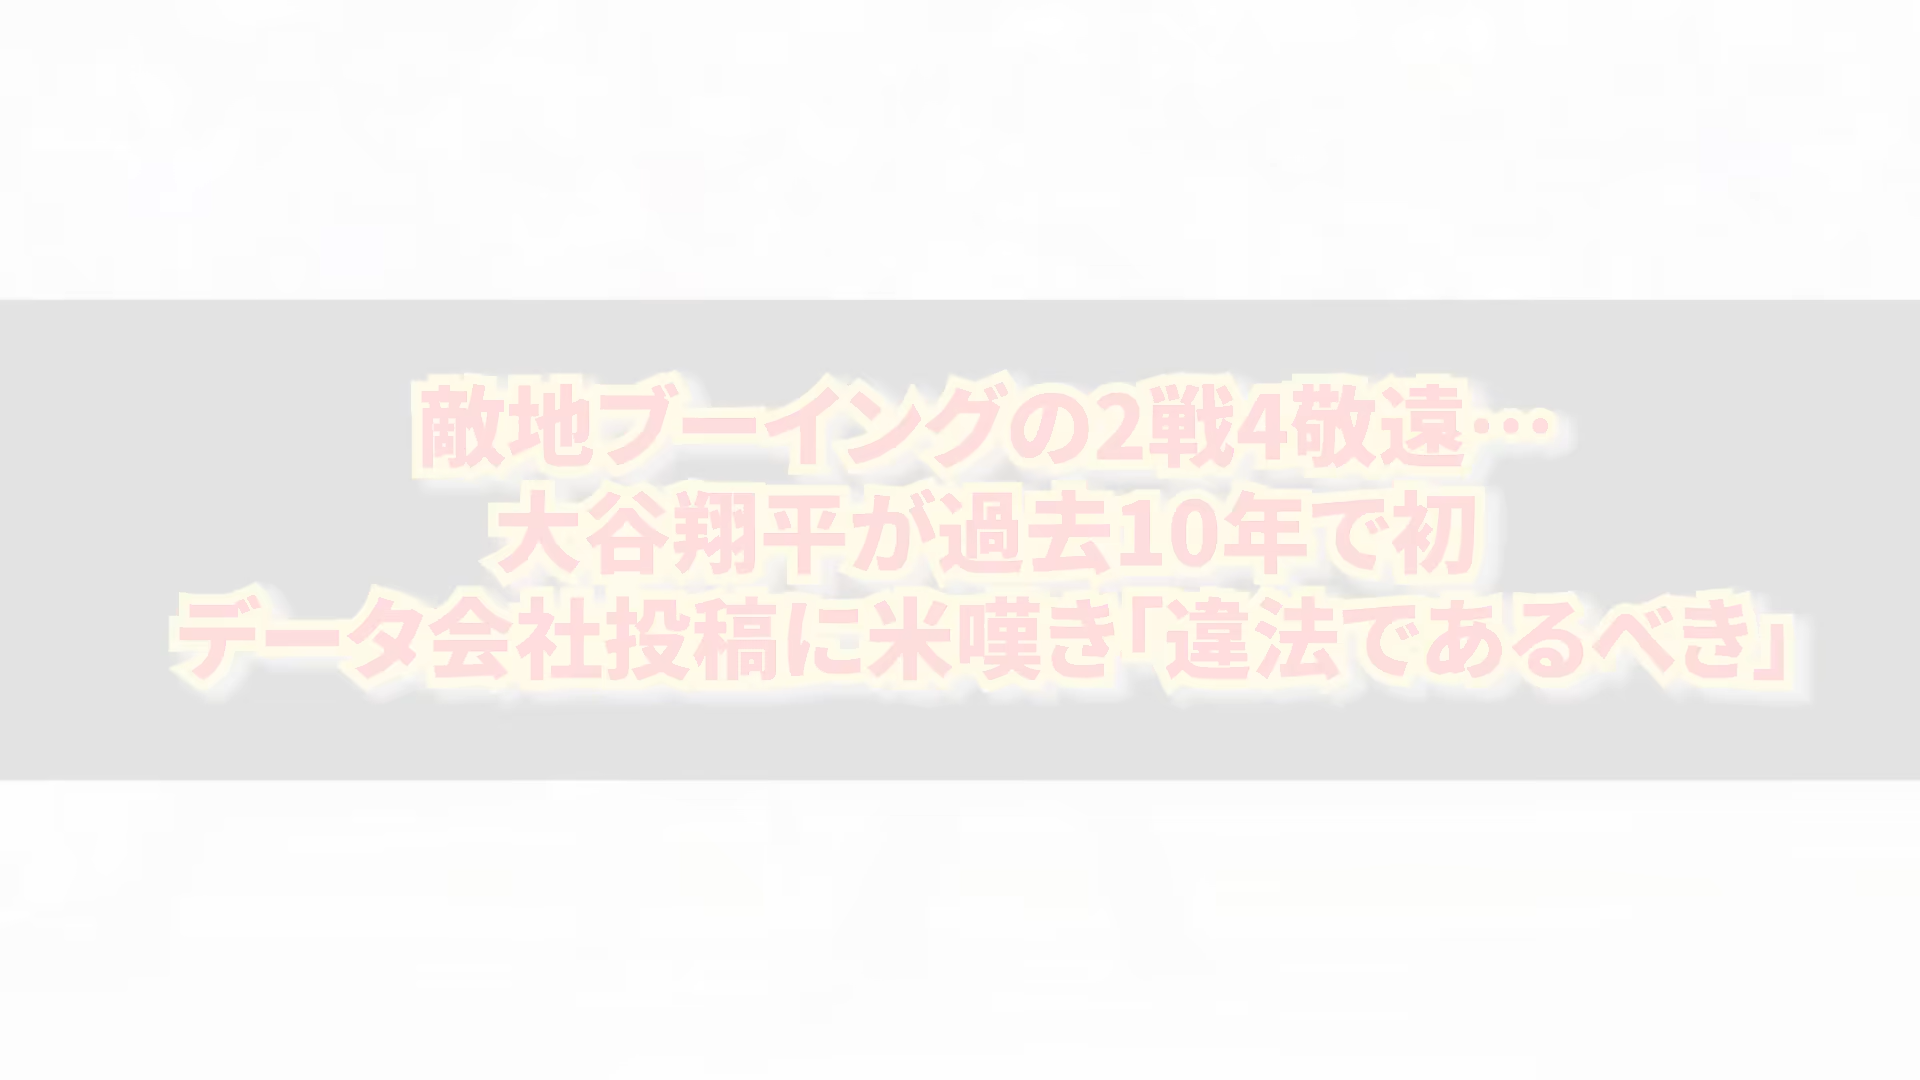 敵地ブーイングの2戦4敬遠…
大谷翔平が過去10年で初
データ会社投稿に米嘆き「違法であるべき」